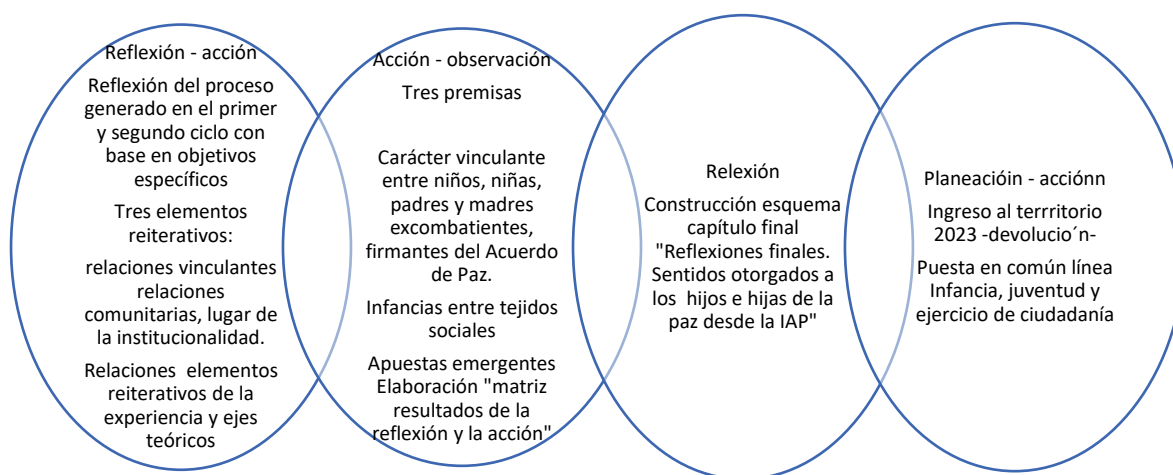 Reflexión - acción
Reflexión del proceso
generado en el primer
y segundo ciclo con
base en objetivos
específicos
Tres elementos
reiterativos:
relaciones vinculantes
relaciones
comunitarias, lugar de
la institucionalidad.
Relaciones elementos
reiterativos de la
experiencia y ejes
teóricos
Acción - observación
Tres premisas
Carácter vinculante
entre niños, niñas,
padres y madres
excombatientes,
firmantes del Acuerdo
de Paz.
Infancias entre tejidos
sociales
Apuestas emergentes
Elaboración "matriz
resultados de la
reflexión y la acción"
Relexión
Construcción esquema
capítulo final
"Reflexiones finales.
Sentidos otorgados a
los hijos e hijas de la
paz desde la IAP"
Planeacióin - acciónn
Ingreso al terrritorio
2023 -devolucio´n-
Puesta en común línea
Infancia, juventud y
ejercicio de ciudadanía